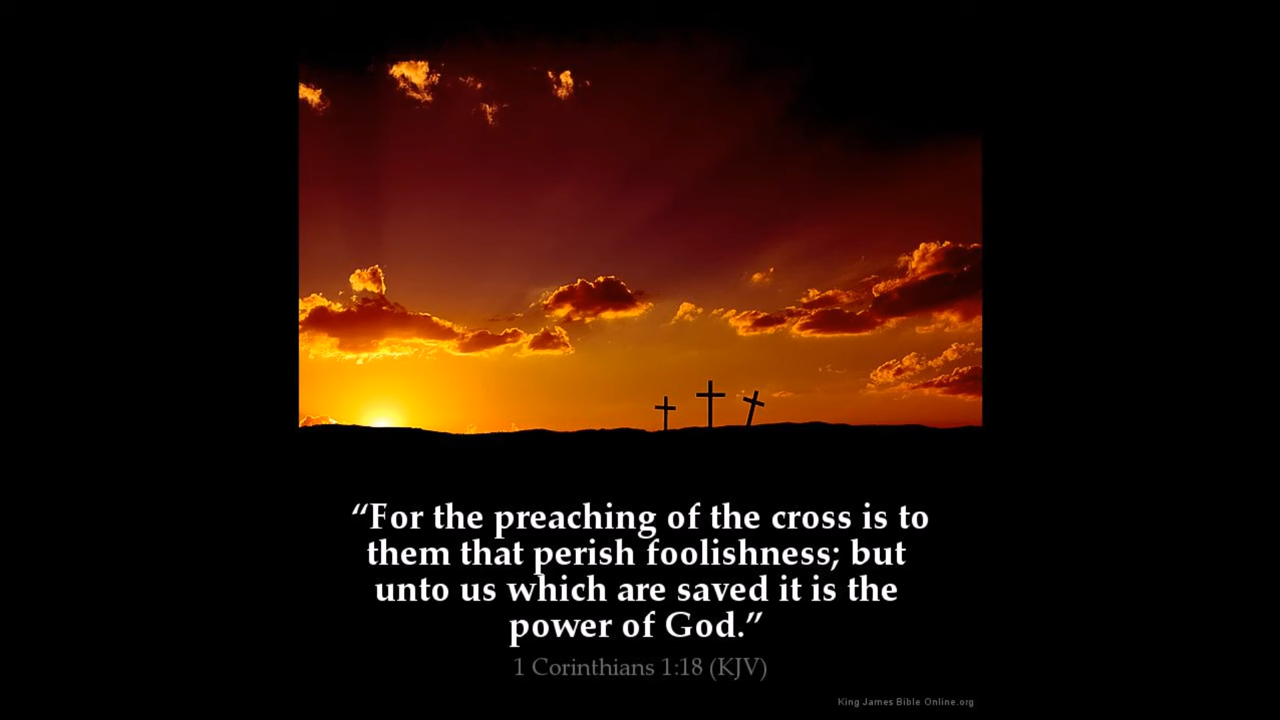 “For the preaching of the cross is to
them that perish foolishness; but
unto us which are saved it is the
power of God.”
1 Corinthians 1:18 (KJV)
King James Bible Online.org